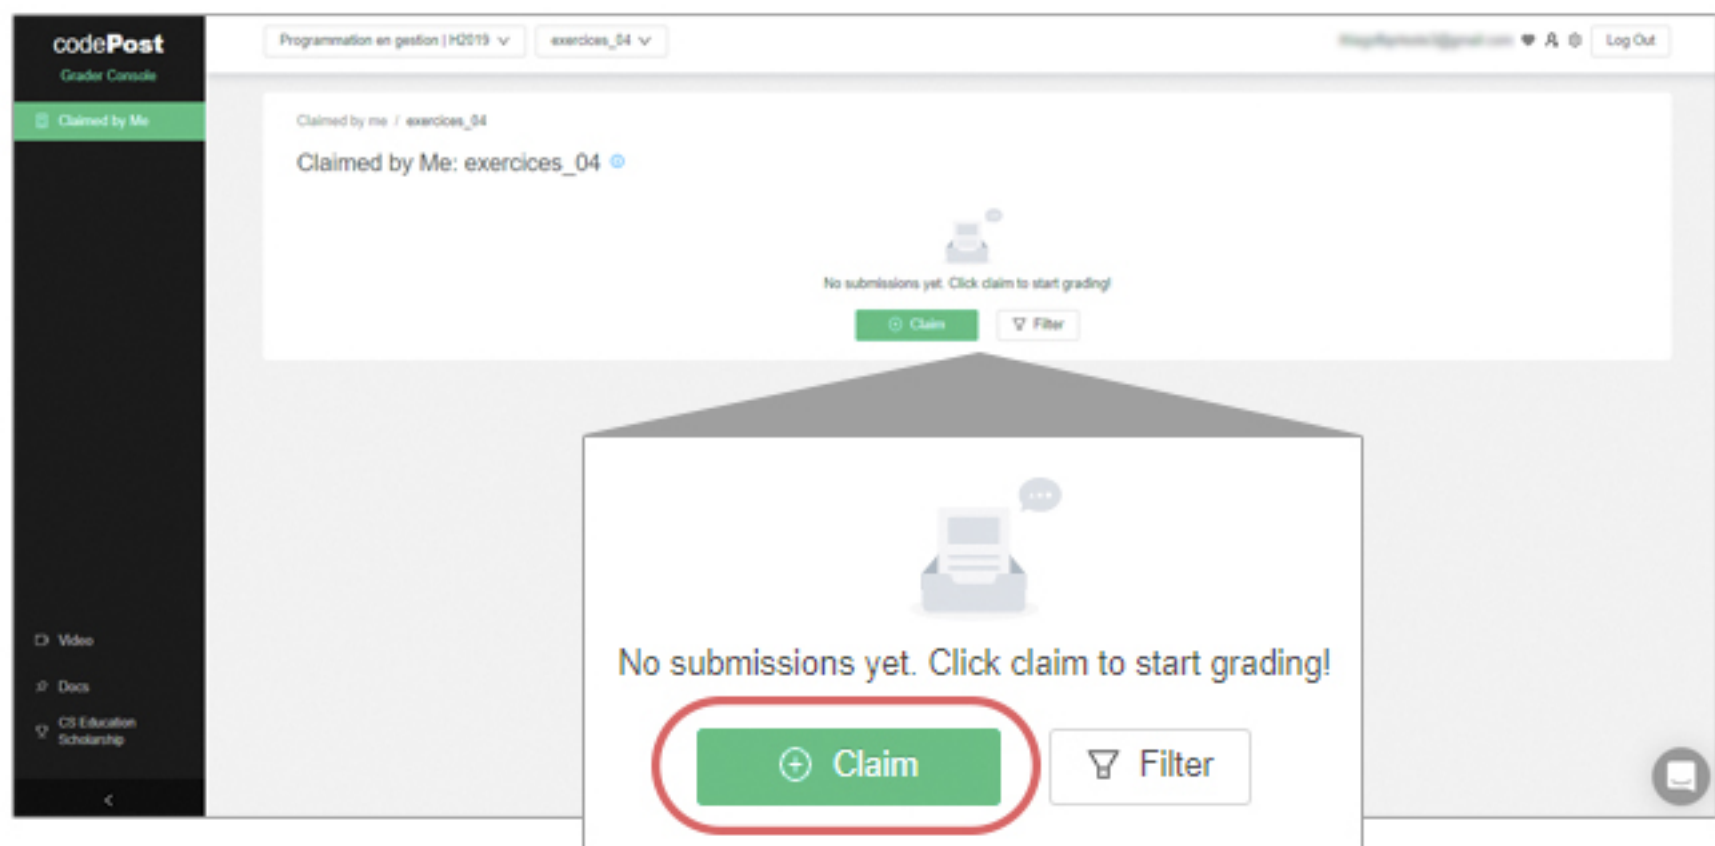 codePost
Grader Console
Claimed by Me
Programmation en gestion | H2019
exercices_04
Log Out
Claimed by me / exercices_04
Claimed by Me: exercices_04
No submissions yet. Click claim to start grading!
Claim
Filter
No submissions yet. Click claim to start grading!
Claim
Filter
Video
Docs
CS Education
Scholarship